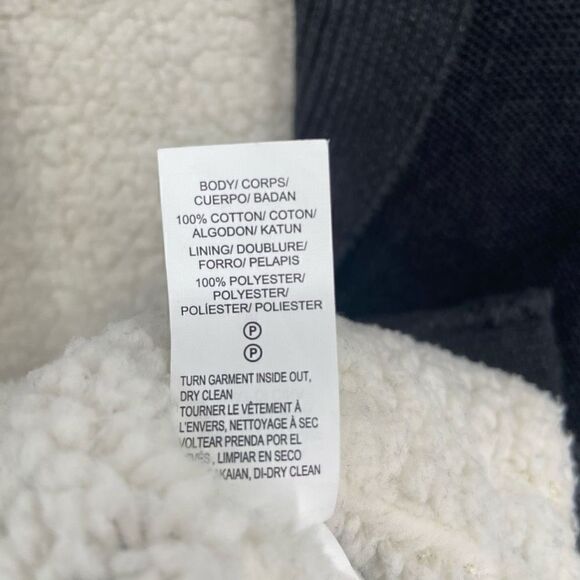 BODY/ CORPS/
CUERPO/ BADAN
100% COTTON/ COTON/
ALGODON/ KATUN
LINING/ DOUBLURE/
FORRO/ PELAPIS
100% POLYESTER/
POLYESTER/
POLÍESTER/ POLIESTER
P
P
TURN GARMENT INSIDE OUT,
DRY CLEAN
TOURNER LE VÊTEMENT À
L'ENVERS, NETTOYAGE À SEC
VOLTEAR PRENDA POR EL
, LIMPIAR EN SECO
DI-DRY CLEAN